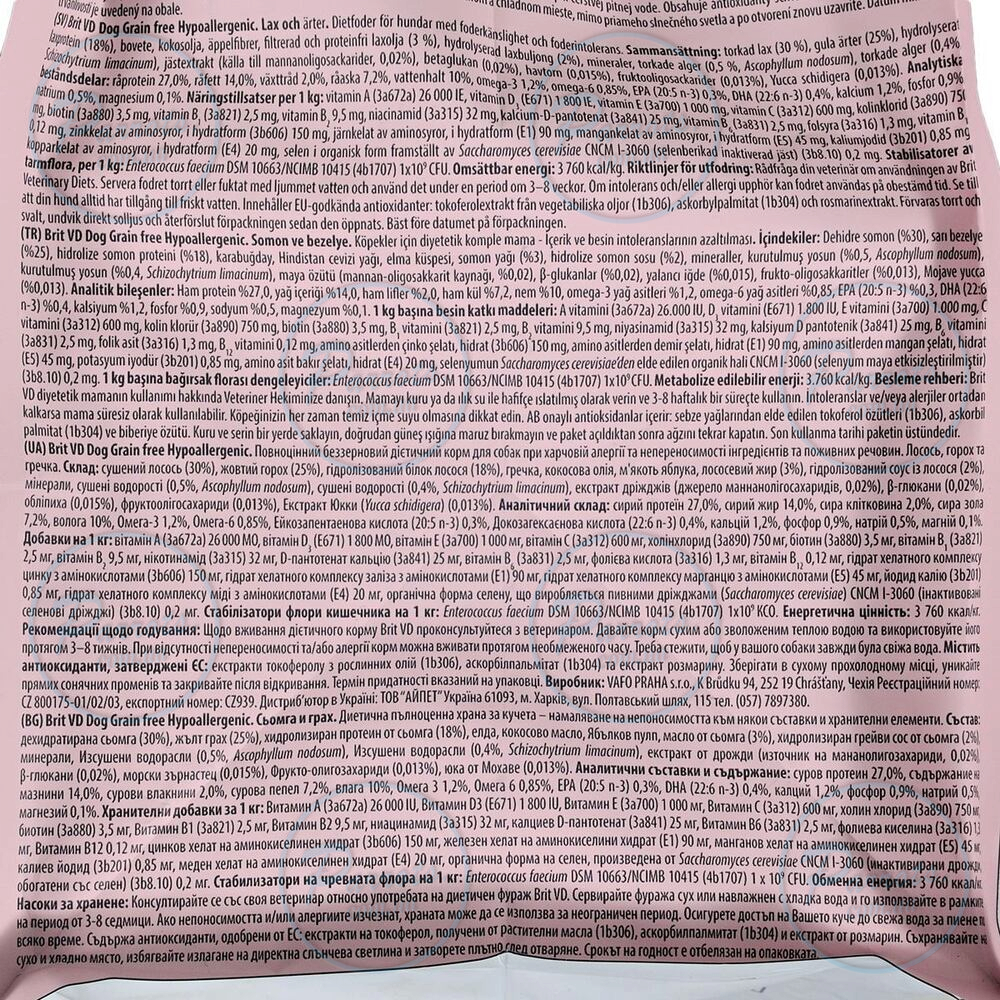 uvedený na obale.
chladnom mieste, mimo priameho slnečného svetla a po otvorení znovu uzavrite.
(SV) Brit VD Dog Grain free Hypoallergenic. Lax och ärter. Dietfoder för hundar med foderkänslighet och foderintolerans. Sammansättning: torkad lax (30 %), gula ärter (25%), hydrolyserat
laxprotein (18%), bovete, kokosolja, äppelfibrer, filtrerad och proteinfri laxolja (3 %), hydrolyserad laxbuljong (2%), mineraler, torkade alger (0,5 %, Ascophyllum nodosum), torkade alger (0,4%,
Schizochytrium limacinum), jästextrakt (källa till mannanoligosackarider, 0,02%), betaglukan (0,02%), havtorn (0,015%), fruktooligosackarider (0,013%), Yucca schidigera (0,013%). Analytiska
beståndsdelar: råprotein 27,0%, råfett 14,0%, växttråd 2,0%, råaska 7,2%, vattenhalt 10%, omega-3 1,2%, omega-6 0,85%, EPA (20:5 n-3) 0,3%, DHA (22:6 n-3) 0,4%, kalcium 1,2%, fosfor 0,9%,
natrium 0,5%, magnesium 0,1%. Näringstillsatser per 1 kg: vitamin A (3a672a) 26 000 IE, vitamin D3 (E671) 1 800 IE, vitamin E (3a700) 1 000 mg, vitamin C (3a312) 600 mg, kolinklorid (3a890) 750
mg, biotin (3a880) 3,5 mg, vitamin B1 (3a821) 2,5 mg, vitamin B2 9,5 mg, niacinamid (3a315) 32 mg, kalcium-D-pantotenat (3a841) 25 mg, vitamin B6 (3a831) 2,5 mg, folsyra (3a316) 1,3 mg, vitamin B12
0,12 mg, zinkkelat av aminosyror, i hydratform (3b606) 150 mg, järnkelat av aminosyror, i hydratform (E1) 90 mg, mangankelat av aminosyror, i hydratform (E5) 45 mg, kaliumjodid (3b201) 0,85 mg
kopparkelat av aminosyror, i hydratform (E4) 20 mg, selen i organisk form framställt av Saccharomyces cerevisiae CNCM I-3060 (selenberikad inaktiverad jäst) (3b8.10) 0,2 mg. Stabilisatorer av
tarmflora, per 1 kg: Enterococcus faecium DSM 10663/NCIMB 10415 (4b1707) 1x10⁹ CFU. Omsättbar energi: 3 760 kcal/kg. Riktlinjer för utfodring: Rådfråga din veterinär om användningen av Brit
Veterinary Diets. Servera fodret torrt eller fuktat med ljummet vatten och använd det under en period om 3–8 veckor. Om intolerans och/eller allergi upphör kan fodret användas på obestämd tid. Se till
att din hund alltid har tillgång till friskt vatten. Innehåller EU-godkända antioxidanter: tokoferolextrakt från vegetabiliska oljor (1b306), askorbylpalmitat (1b304) och rosmarinextrakt. Förvaras torrt och
svalt, undvik direkt solljus och återförslut förpackningen sedan den öppnats. Bäst före datumet på förpackningen.
(TR) Brit VD Dog Grain free Hypoallergenic. Somon ve bezelye. Köpekler için diyetetik komple mama - İçerik ve besin intoleranslarının azaltılması. İçindekiler: Dehidre somon (%30), sarı bezelye
(%25), hidrolize somon proteini (%18), karabuğday, Hindistan cevizi yağı, elma küspesi, somon yağı (%3), hidrolize somon sosu (%2), mineraller, kurutulmuş yosun (%0,5, Ascophyllum nodosum),
kurutulmuş yosun (%0,4, Schizochytrium limacinum), maya özütü (mannan-oligosakkarit kaynağı, %0,02), β-glukanlar (%0,02), yalancı iğde (%0,015), frukto-oligosakkaritler (%0,013), Mojave yucca
(%0,013). Analitik bileşenler: Ham protein %27,0, yağ içeriği %14,0, ham lifler %2,0, ham kül %7,2, nem %10, omega-3 yağ asitleri %1,2, omega-6 yağ asitleri %0,85, EPA (20:5 n-3) %0,3, DHA (22:6
n-3) %0,4, kalsiyum %1,2, fosfor %0,9, sodyum %0,5, magnezyum %0,1. 1 kg başına besin katkı maddeleri: A vitamini (3a672a) 26.000 IU, D3 vitamini (E671) 1.800 IU, E vitamini (3a700) 1.000 mg, C
vitamini (3a312) 600 mg, kolin klorür (3a890) 750 mg, biotin (3a880) 3,5 mg, B1 vitamini (3a821) 2,5 mg, B2 vitamini 9,5 mg, niyasinamid (3a315) 32 mg, kalsiyum D pantotenik (3a841) 25 mg, B6 vitamini
(3a831) 2,5 mg, folik asit (3a316) 1,3 mg, B12 vitamini 0,12 mg, amino asitlerden çinko şelatı, hidrat (3b606) 150 mg, amino asitlerden demir şelatı, hidrat (E1) 90 mg, amino asitlerden mangan şelatı, hidrat
(E5) 45 mg, potasyum iyodür (3b201) 0,85 mg, amino asit bakır şelatı, hidrat (E4) 20 mg, selenyumun Saccharomyces cerevisiae'den elde edilen organik hali CNCM I-3060 (selenyum maya etkisizleştirilmiştir)
(3b8.10) 0,2 mg. 1 kg başına bağırsak florası dengeleyiciler: Enterococcus faecium DSM 10663/NCIMB 10415 (4b1707) 1x10⁹ CFU. Metabolize edilebilir enerji: 3.760 kcal/kg. Besleme rehberi: Brit
VD diyetetik mamanın kullanımı hakkında Veteriner Hekiminize danışın. Mamayı kuru ya da ılık su ile hafifçe ıslatılmış olarak verin ve 3-8 haftalık bir süreçte kullanın. İntoleranslar ve/veya alerjiler ortadan
kalkarsa mama süresiz olarak kullanılabilir. Köpeğinizin her zaman temiz içme suyu olmasına dikkat edin. AB onaylı antioksidanlar içerir: sebze yağlarından elde edilen tokoferol özütleri (1b306), askorbil
palmitat (1b304) ve biberiye özütü. Kuru ve serin bir yerde saklayın, doğrudan güneş ışığına maruz bırakmayın ve paket açıldıktan sonra ağzını tekrar kapatın. Son kullanma tarihi paketin üstündedir.
(UA) Brit VD Dog Grain free Hypoallergenic. Повноцінний беззерновий дієтичний корм для собак при харчовій алергії та непереносимості інгредієнтів та поживних речовин. Лосось, горох та
гречка. Склад: сушений лосось (30%), жовтий горох (25%), гідролізований білок лосося (18%), гречка, кокосова олія, м'якоть яблука, лососевий жир (3%), гідролізований соус із лосося (2%),
мінерали, сушені водорості (0,5%, Ascophyllum nodosum), сушені водорості (0,4%, Schizochytrium limacinum), екстракт дріжджів (джерело маннанолігосахаридів, 0,02%), β-глюкани (0,02%),
обліпиха (0,015%), фруктоолігосахариди (0,013%), Екстракт Юкки (Yucca schidigera) (0,013%). Аналітичний склад: сирий протеїн 27,0%, сирий жир 14,0%, сира клітковина 2,0%, сира зола
7,2%, волога 10%, Омега-3 1,2%, Омега-6 0,85%, Ейкозапентаенова кислота (20:5 n-3) 0,3%, Докозагексаєнова кислота (22:6 n-3) 0,4%, кальцій 1,2%, фосфор 0,9%, натрій 0,5%, магній 0,1%.
Добавки на 1 кг: вітамін A (3a672a) 26 000 МО, вітамін D3 (E671) 1 800 МО, вітамін E (3a700) 1 000 мг, вітамін C (3a312) 600 мг, холінхлорид (3a890) 750 мг, біотин (3a880) 3,5 мг, вітамін B1 (3a821)
2,5 мг, вітамін B2 9,5 мг, нікотинамід (3a315) 32 мг, D-пантотенат кальцію (3a841) 25 мг, вітамін B6 (3a831) 2,5 мг, фолієва кислота (3a316) 1,3 мг, вітамін B12 0,12 мг, гідрат хелатного комплексу
цинку з амінокислотами (3b606) 150 мг, гідрат хелатного комплексу заліза з амінокислотами (E1) 90 мг, гідрат хелатного комплексу марганцю з амінокислотами (E5) 45 мг, йодид калію (3b201)
0,85 мг, гідрат хелатного комплексу міді з амінокислотами (E4) 20 мг, органічна форма селену, що виробляється пивними дріжджами (Saccharomyces cerevisiae) CNCM I-3060 (інактивовані
селенові дріжджі) (3b8.10) 0,2 мг. Стабілізатори флори кишечника на 1 кг: Enterococcus faecium DSM 10663/NCIMB 10415 (4b1707) 1x10⁹ КСО. Енергетична цінність: 3 760 ккал/кг.
Рекомендації щодо годування: Щодо вживання дієтичного корму Brit VD проконсультуйтеся з ветеринаром. Давайте корм сухим або зволоженим теплою водою та використовуйте його
протягом 3–8 тижнів. При відсутності непереносимості та/або алергії корм можна вживати протягом необмеженого часу. Треба стежити, щоб у вашого собаки завжди була свіжа вода. Містить
антиоксиданти, затверджені ЄС: екстракти токоферолу з рослинних олій (1b306), аскорбілпальмітат (1b304) та екстракт розмарину. Зберігати в сухому прохолодному місці, уникайте
прямих сонячних променів та закривайте після відкривання. Термін придатності вказаний на упаковці. Виробник: VAFO PRAHA s.r.o., K Brůdku 94, 252 19 Chrášťany, Чехія Реєстраційний номер:
CZ 800175-01/02/03, експортний номер: CZ939. Дистриб'ютор в Україні: ТОВ "АЙПЕТ" Україна 61093, м. Харків, вул. Полтавський шлях, 115 тел. (057) 7897380.
(BG) Brit VD Dog Grain free Hypoallergenic. Сьомга и грах. Диетична пълноценна храна за кучета – намаляване на непоносимостта към някои съставки и хранителни елементи. Състав:
дехидратирана сьомга (30%), жълт грах (25%), хидролизиран протеин от сьомга (18%), елда, кокосово масло, Ябълков пулп, масло от сьомга (3%), хидролизиран грейви сос от сьомга (2%),
минерали, Изсушени водорасли (0,5%, Ascophyllum nodosum), Изсушени водорасли (0,4%, Schizochytrium limacinum), екстракт от дрожди (източник на мананолигозахариди, 0,02%)
β-глюкани (0,02%), морски зърнастец (0,015%), Фрукто-олигозахариди (0,013%), юка от Мохаве (0,013%). Аналитични съставки и съдържание: суров протеин 27,0%, съдържание на
мазнини 14,0%, сурови влакнини 2,0%, сурова пепел 7,2%, влага 10%, Омега 3 1,2%, Омега 6 0,85%, EPA (20:5 n-3) 0,3%, DHA (22:6 n-3) 0,4%, калций 1,2%, фосфор 0,9%, натрий 0,5%,
магнезий 0,1%. Хранителни добавки за 1 кг: Витамин A (3a672a) 26 000 IU, Витамин D3 (E671) 1 800 IU, Витамин E (3a700) 1 000 мг, Витамин C (3a312) 600 мг, холин хлорид (3a890) 750 мг,
биотин (3a880) 3,5 мг, Витамин B1 (3a821) 2,5 мг, Витамин B2 9,5 мг, ниацинамид (3a315) 32 мг, калциев D-пантотенат (3a841) 25 мг, Витамин B6 (3a831) 2,5 мг, фолиева киселина (3a316) 1,3
мг, Витамин B12 0,12 мг, цинков хелат на аминокиселинен хидрат (3b606) 150 мг, железен хелат на аминокиселини хидрат (E1) 90 мг, манганов хелат на аминокиселинен хидрат (E5) 45 мг,
калиев йодид (3b201) 0,85 мг, меден хелат на аминокиселинен хидрат (E4) 20 мг, органична форма на селен, произведена от Saccharomyces cerevisiae CNCM I-3060 (инактивирани дрожди,
обогатени със селен) (3b8.10) 0,2 мг. Стабилизатори на чревната флора на 1 кг: Enterococcus faecium DSM 10663/NCIMB 10415 (4b1707) 1 x 10⁹ CFU. Обменна енергия: 3 760 ккал/кг.
Насоки за хранене: Консултирайте се със своя ветеринар относно употребата на диетичен фураж Brit VD. Сервирайте фуража сух или навлажнен с хладка вода и го използвайте в рамките
на период от 3-8 седмици. Ако непоносимостта и/или алергиите изчезнат, храната може да се използва за неограничен период. Осигурете достъп на Вашето куче до свежа вода за пиене по
всяко време. Съдържа антиоксиданти, одобрени от ЕС: екстракти на токоферол, получени от растителни масла (1b306), аскорбилпалмитат (1b304) и екстракт от розмарин. Съхранявайте на
сухо и хладно място, избягвайте излагане на директна слънчева светлина и затворете плътно след отваряне. Срокът на годност е отбелязан на опаковката.